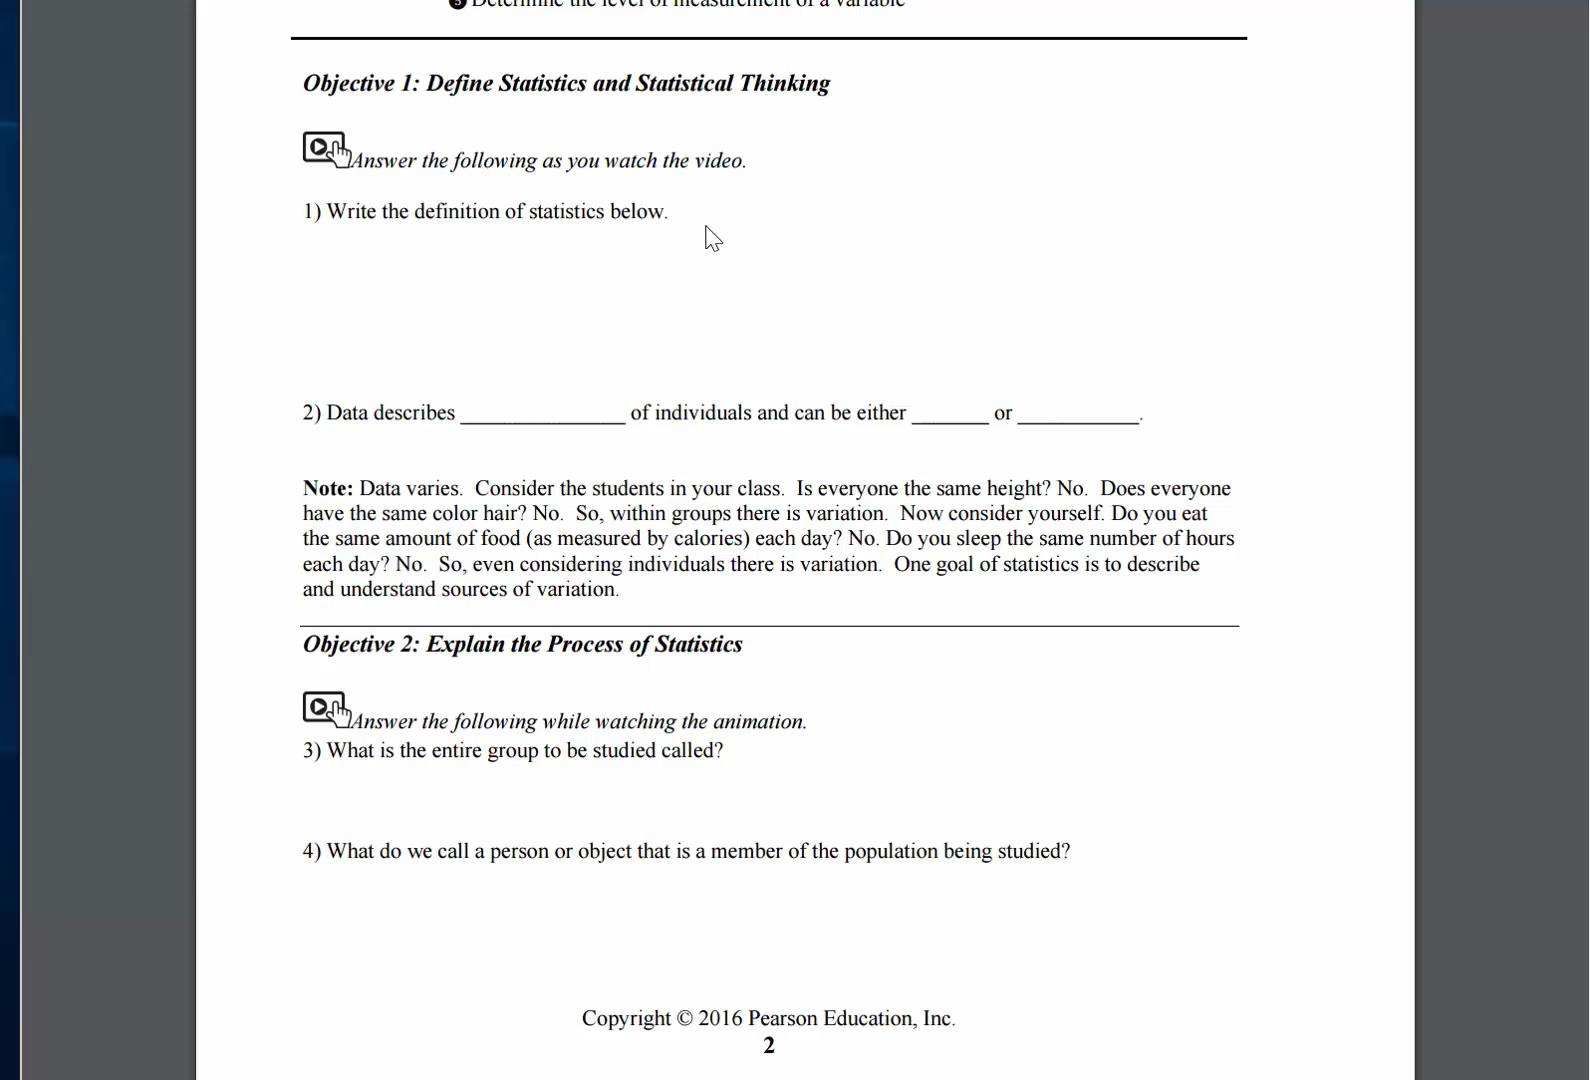 5 Determine the level of measurement of a variable
Objective 1: Define Statistics and Statistical Thinking
Answer the following as you watch the video.
1) Write the definition of statistics below.
2) Data describes _______________ of individuals and can be either _______ or ___________.
Note: Data varies.  Consider the students in your class.  Is everyone the same height? No.  Does everyone
have the same color hair? No.  So, within groups there is variation.  Now consider yourself. Do you eat
the same amount of food (as measured by calories) each day? No. Do you sleep the same number of hours
each day? No.  So, even considering individuals there is variation.  One goal of statistics is to describe
and understand sources of variation.
Objective 2: Explain the Process of Statistics
Answer the following while watching the animation.
3) What is the entire group to be studied called?
4) What do we call a person or object that is a member of the population being studied?
Copyright © 2016 Pearson Education, Inc.
2